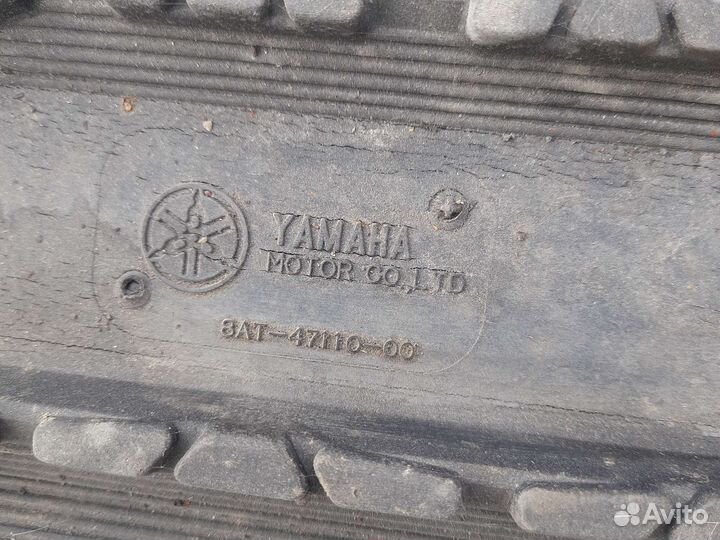 YAMAHA
MOTOR CO.,LTD
8AT-47110-00
Avito